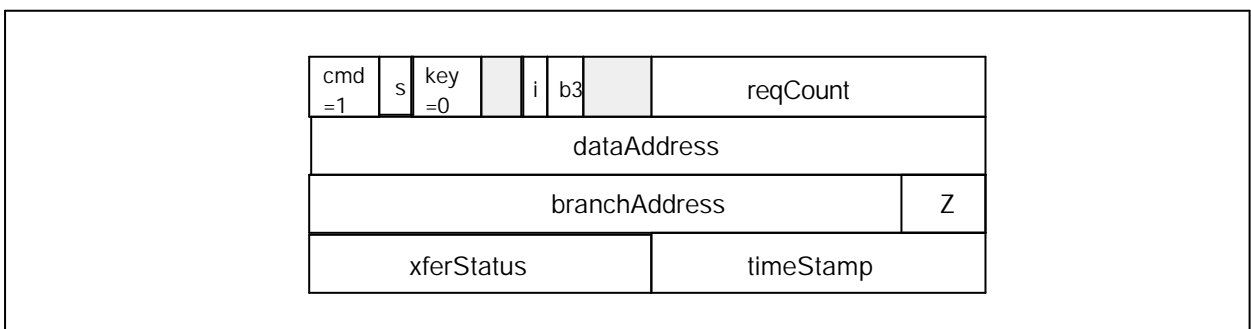 cmd s key i b3 reqCount
=1 =0
dataAddress
branchAddress Z
xferStatus timeStamp